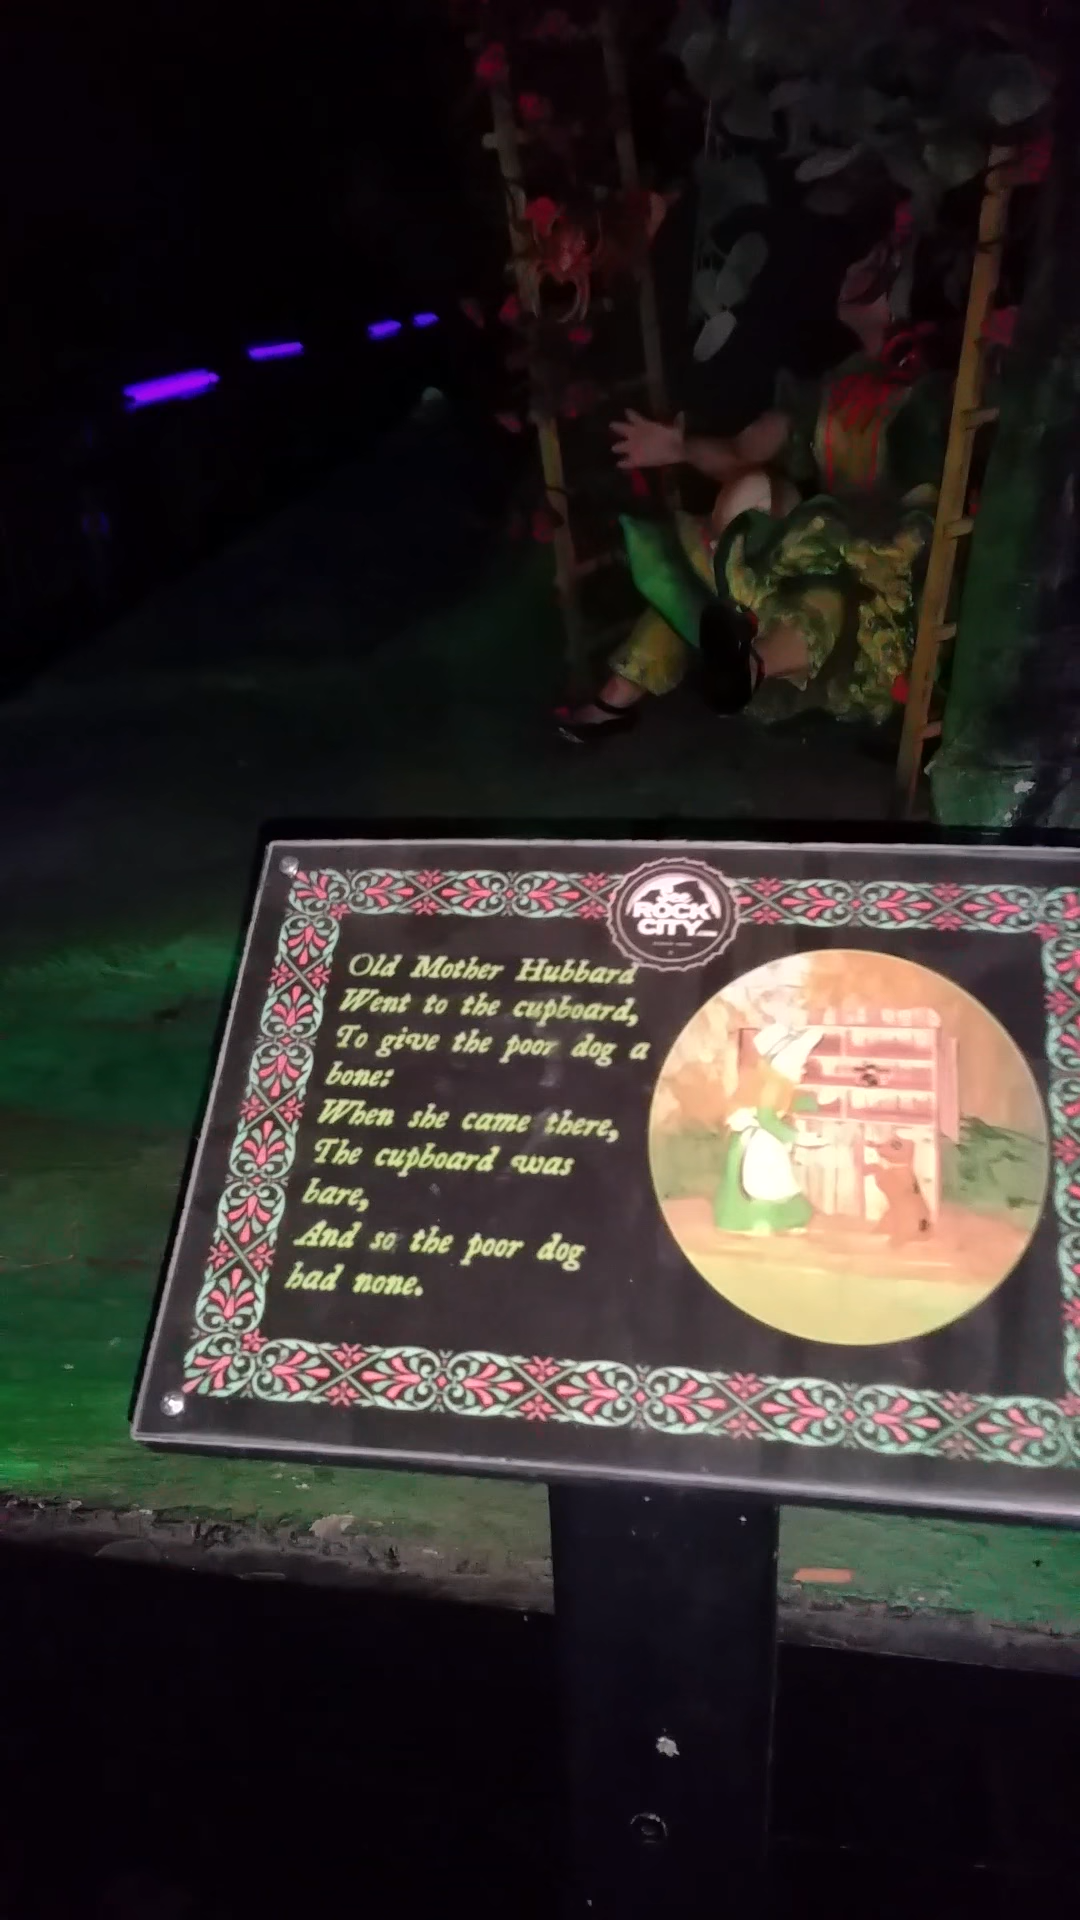 See
ROCK
CITY
Old Mother Hubbard
Went to the cupboard,
To give the poor dog a
bone:
When she came there,
The cupboard was
bare,
And so the poor dog
had none.